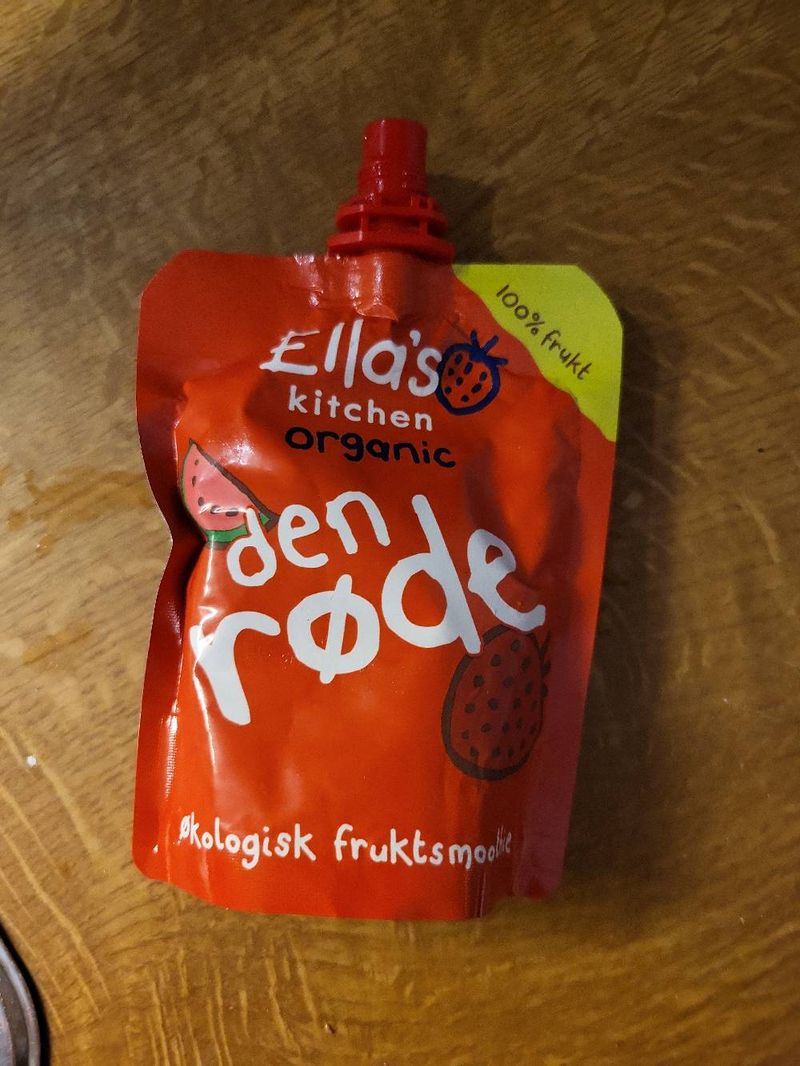 100% frukt
Ella's
kitchen
organic
den
røde
økologisk fruktsmoothie